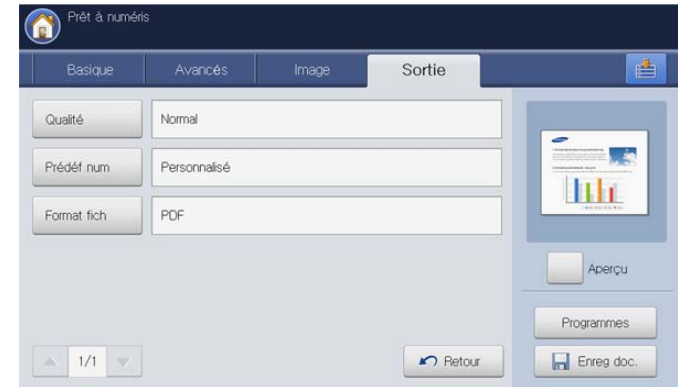 Prêt à numéris
Basique
Avancés
Image
Sortie
Qualité
Normal
Prédéf num
Personnalisé
Format fich
PDF
Aperçu
Programmes
1/1
Retour
Enreg doc.